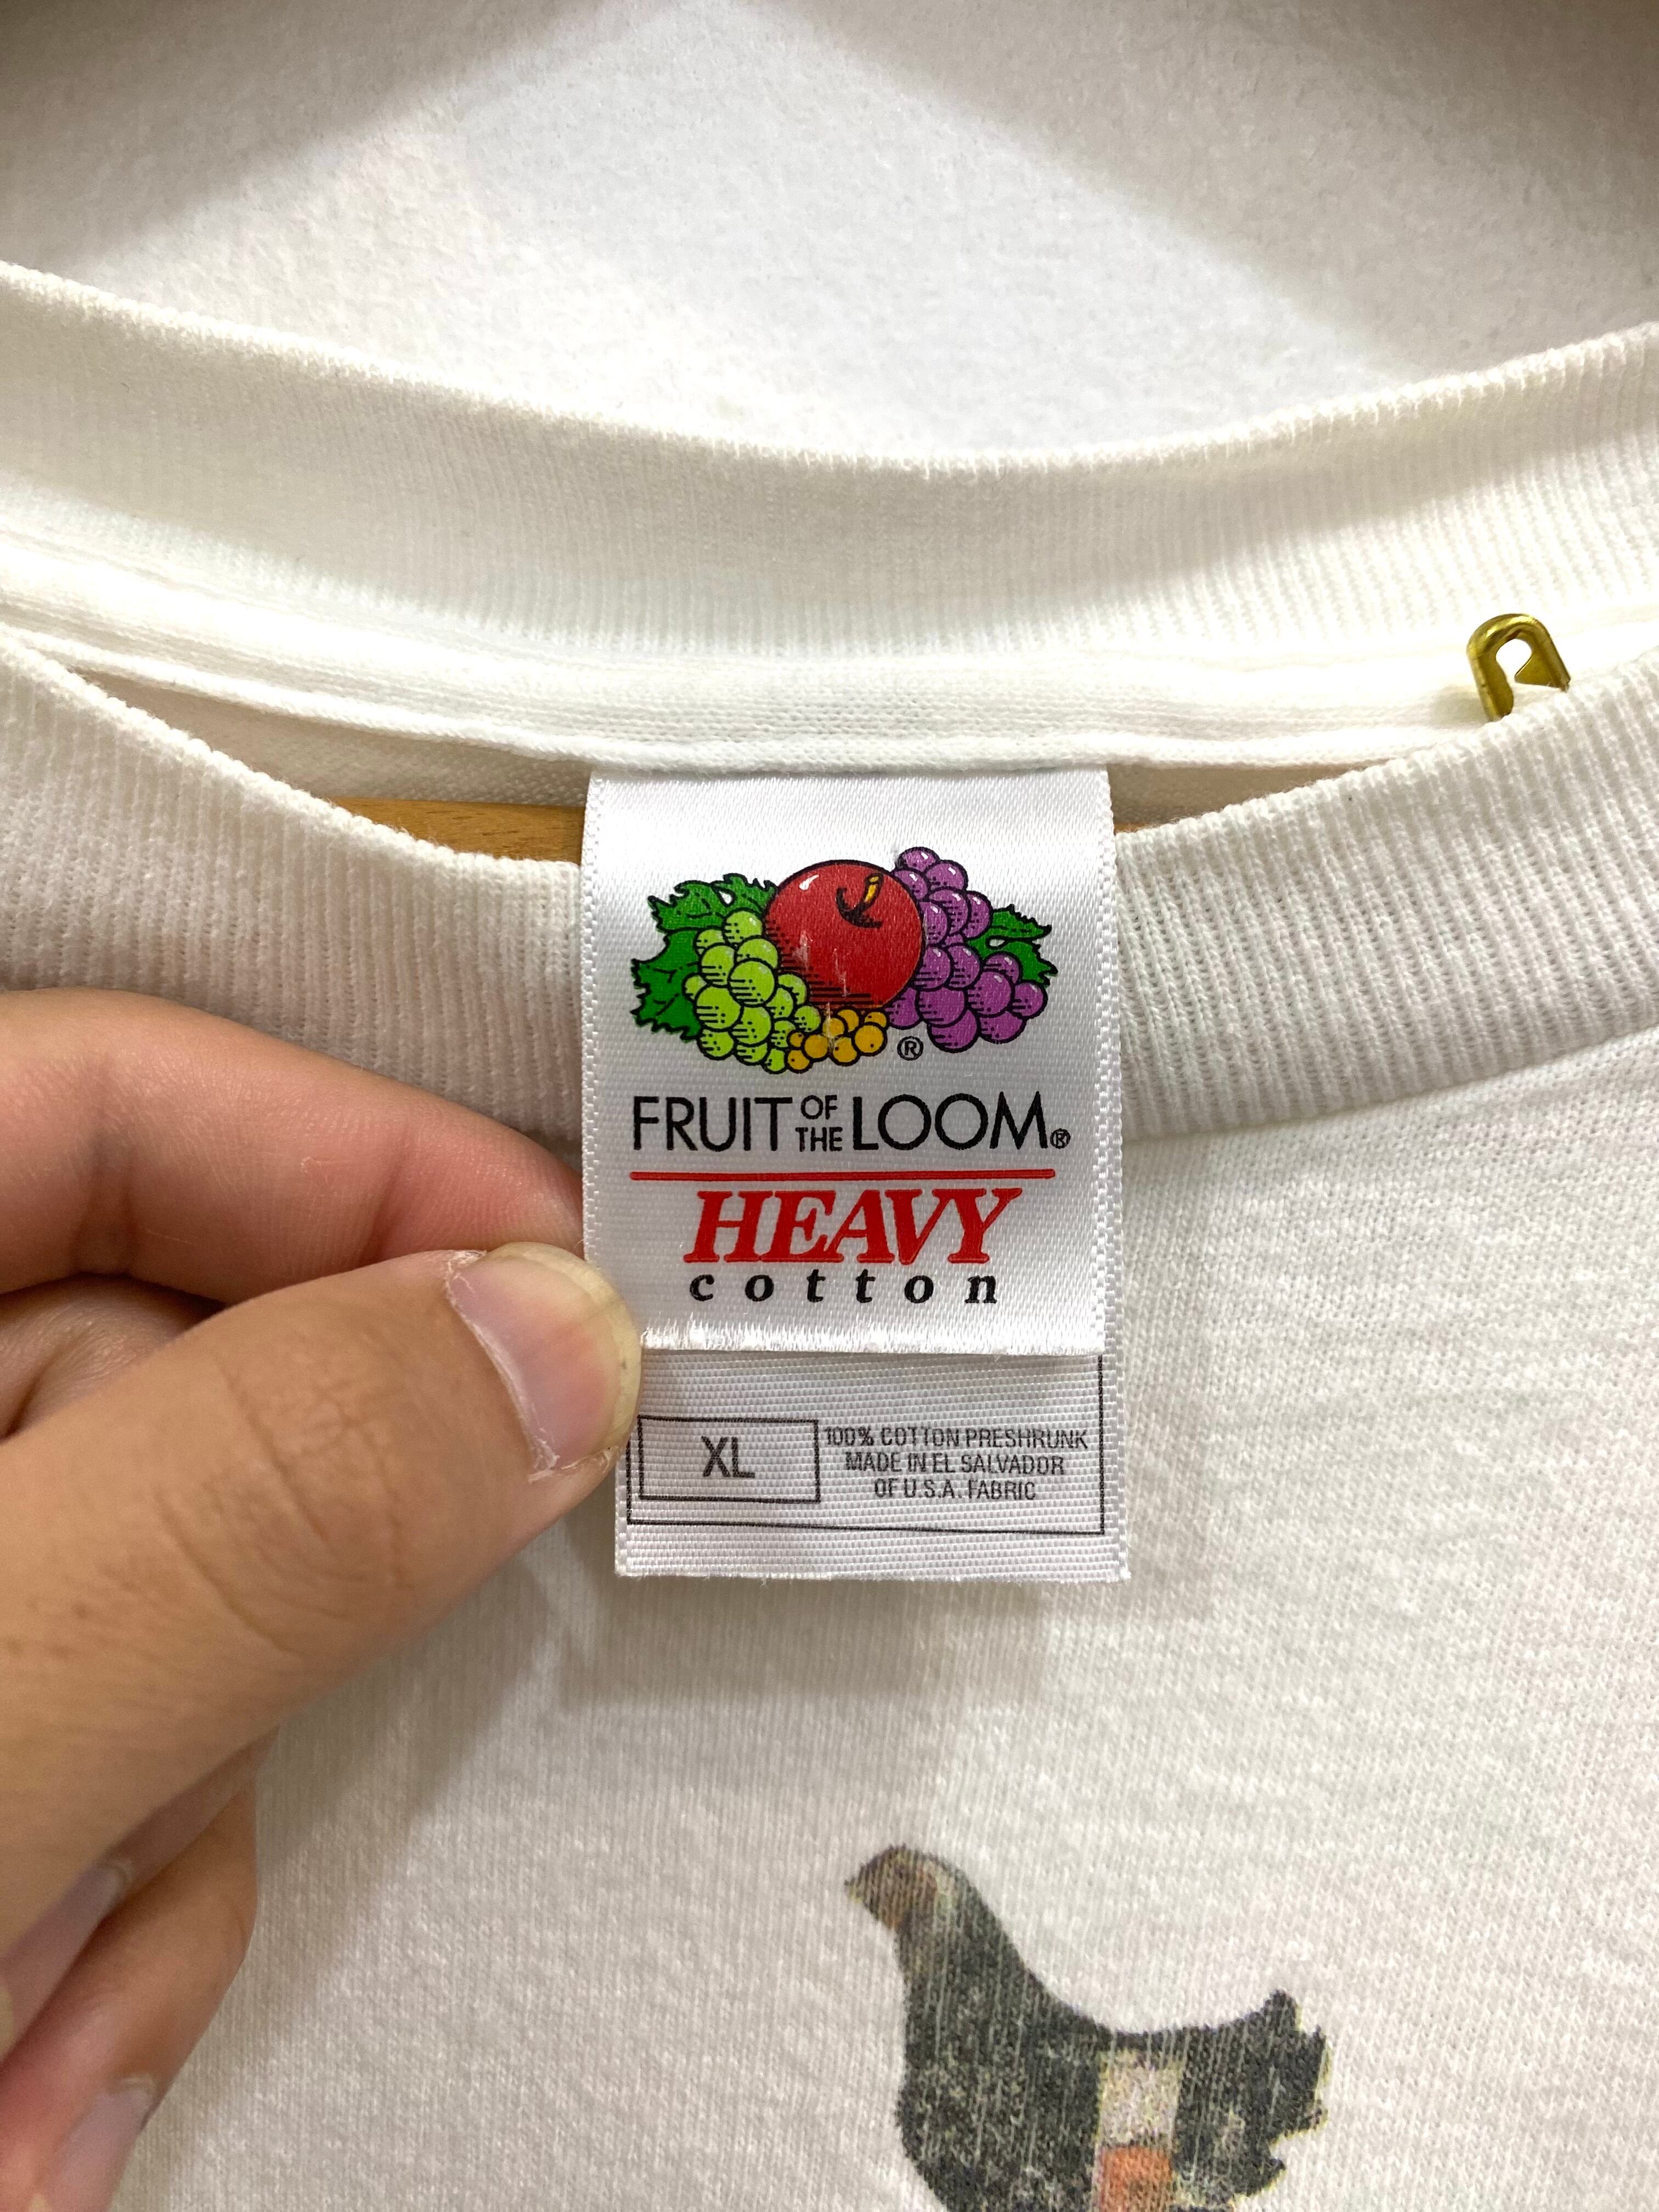 ®
FRUIT OF THE LOOM®
HEAVY
cotton
XL
100% COTTON PRESHRUNK
MADE IN EL SALVADOR
OF U.S.A. FABRIC